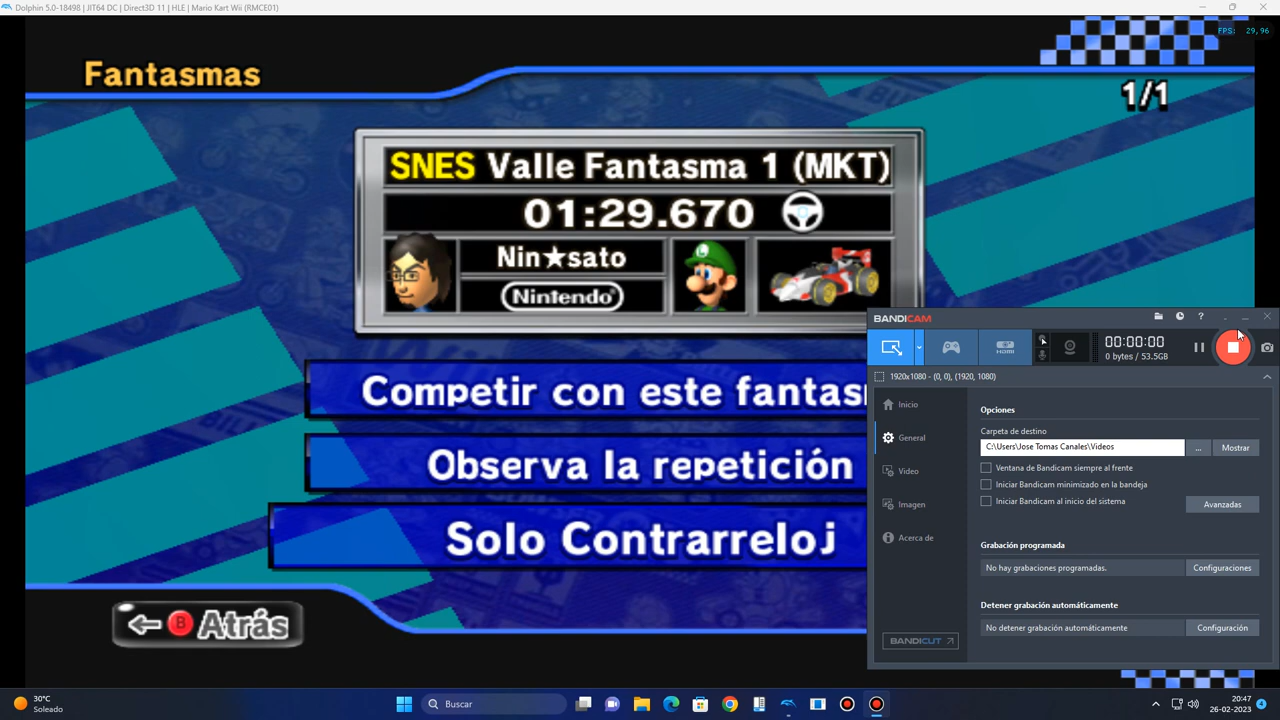 Dolphin 5.0-18498 | JIT64 DC | Direct3D 11 | HLE | Mario Kart Wii (RMCE01)
FPS: 29,96
Fantasmas
1/1
SNES Valle Fantasma 1 (MKT)
01:29.670
Nin★sato
Nintendo
Competir con este fantas
Observa la repetición
Solo Contrarreloj
B Atrás
BANDICAM
HDMI
00:00:00
0 bytes / 53.5GB
1920x1080 - (0, 0), (1920, 1080)
Inicio
General
Video
Imagen
Acerca de
BANDICUT
Opciones
Carpeta de destino
C:\Users\Jose Tomas Canales\Videos
...
Mostrar
Ventana de Bandicam siempre al frente
Iniciar Bandicam minimizado en la bandeja
Iniciar Bandicam al inicio del sistema
Avanzadas
Grabación programada
No hay grabaciones programadas.
Configuraciones
Detener grabación automáticamente
No detener grabación automáticamente
Configuración
30°C
Soleado
Buscar
20:47
26-02-2023
4